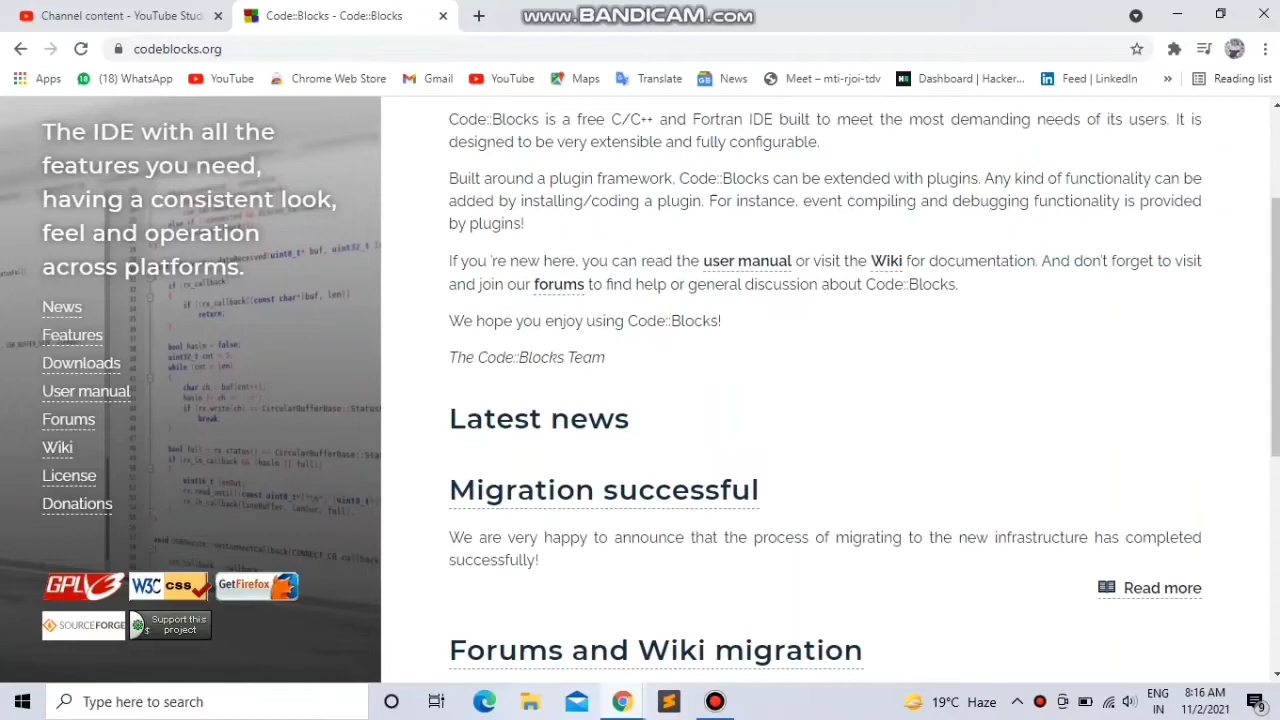 Content - YouTube Stud
Code::Blocks - Code::Blocks
www.BANDICAM.com
codeblocks.org
Apps
(18) WhatsApp
YouTube
Chrome Web Store
Gmail
YouTube
Maps
Translate
News
Meet – mti-rjoi-tdv
Dashboard | Hacker...
Feed | LinkedIn
»
Reading list
The IDE with all the
features you need,
having a consistent look,
feel and operation
across platforms.
News
Features
Downloads
User manual
Forums
Wiki
License
Donations
GPLv3
W3C css
GetFirefox
SOURCEFORGE
Support this
project
Code::Blocks is a free C/C++ and Fortran IDE built to meet the most demanding needs of its users. It is
designed to be very extensible and fully configurable.
Built around a plugin framework, Code::Blocks can be extended with plugins. Any kind of functionality can be
added by installing/coding a plugin. For instance, event compiling and debugging functionality is provided
by plugins!
If you 're new here, you can read the user manual or visit the Wiki for documentation. And don't forget to visit
and join our forums to find help or general discussion about Code::Blocks.
We hope you enjoy using Code::Blocks!
The Code::Blocks Team
Latest news
Migration successful
We are very happy to announce that the process of migrating to the new infrastructure has completed
successfully!
Read more
Forums and Wiki migration
Type here to search
19°C Haze
ENG
IN
8:16 AM
11/2/2021
9